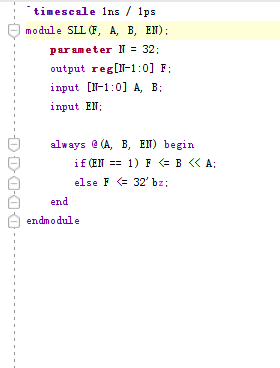 `timescale 1ns / 1ps
module SLL(F, A, B, EN);
parameter N = 32;
output reg[N-1:0] F;
input [N-1:0] A, B;
input EN;
always @(A, B, EN) begin
if(EN == 1) F <= B << A;
else F <= 32'bz;
end
endmodule